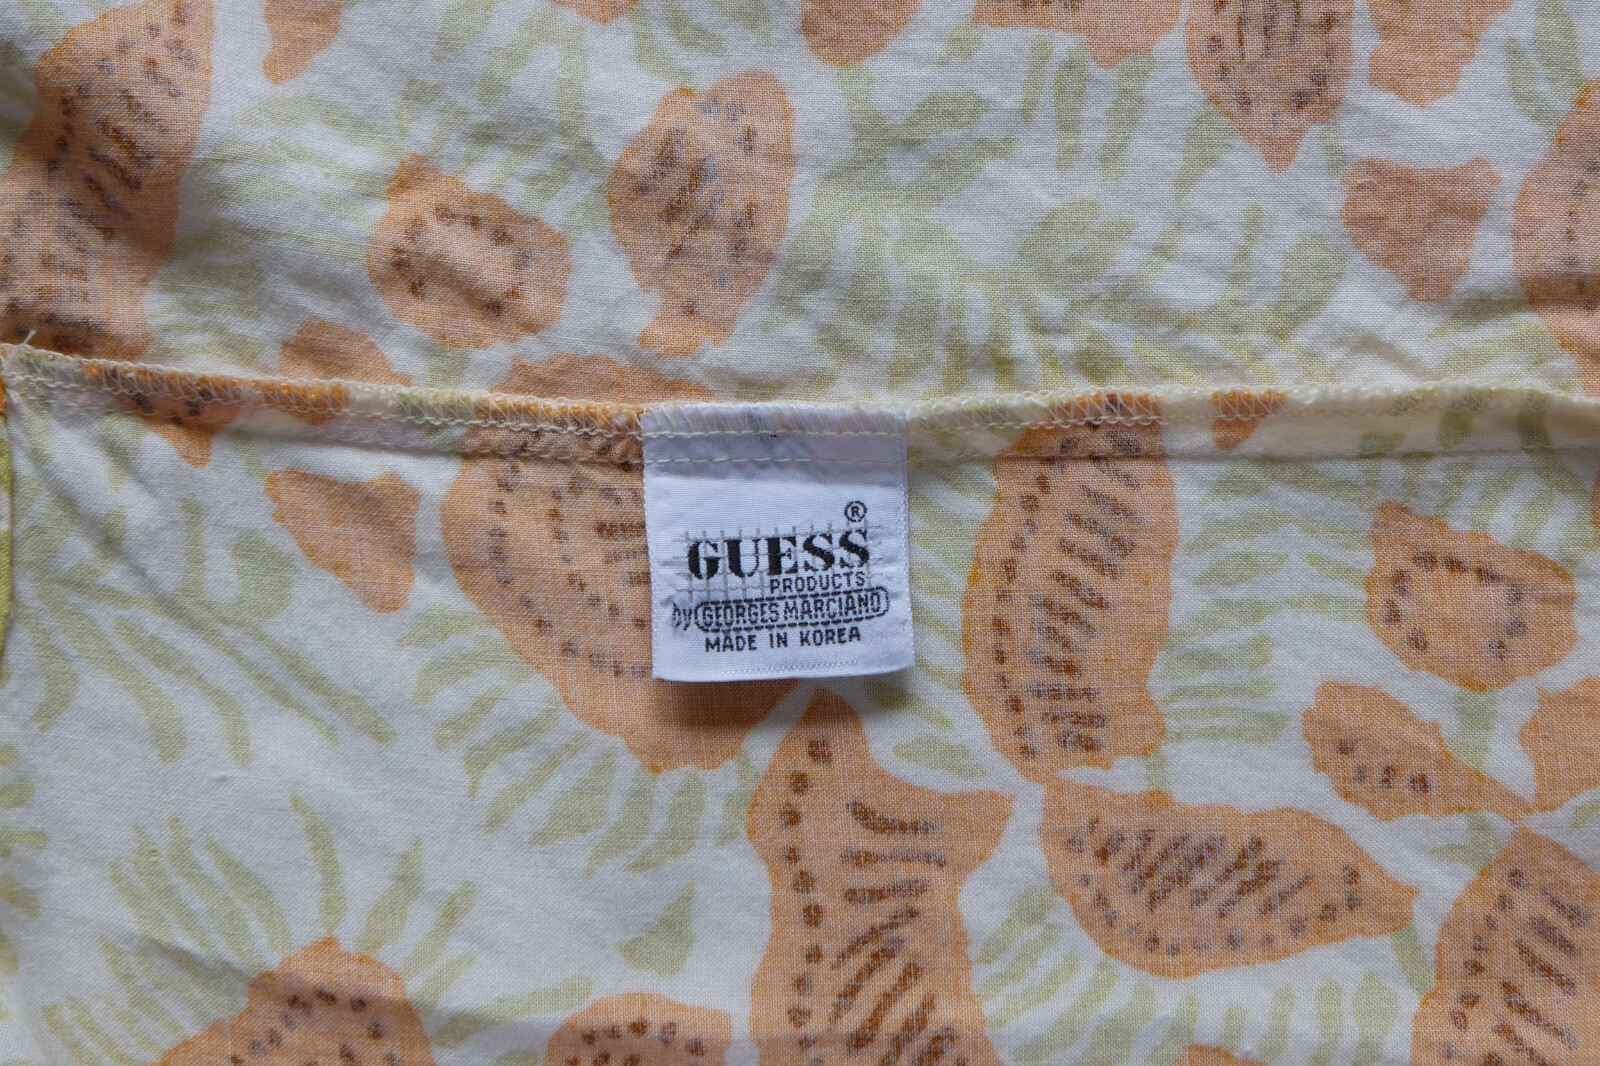 ®
GUESS
PRODUCTS
by GEORGES MARCIANO
MADE IN KOREA